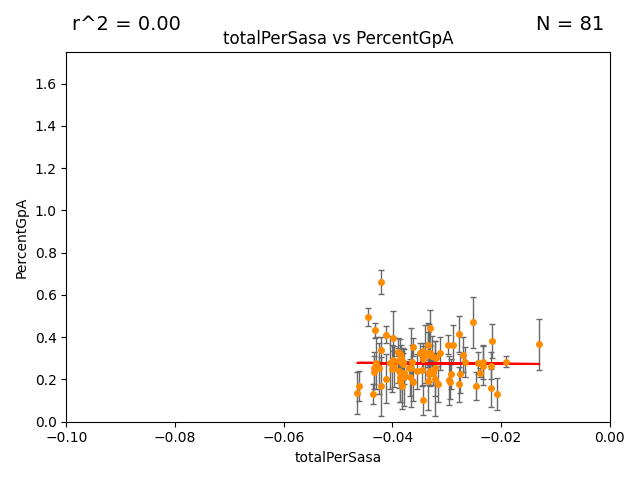 r^2 = 0.00
N = 81
totalPerSasa vs PercentGpA
1.6
1.4
1.2
1.0
0.8
0.6
0.4
0.2
0.0
PercentGpA
−0.10 −0.08 −0.06 −0.04 −0.02 0.00
totalPerSasa